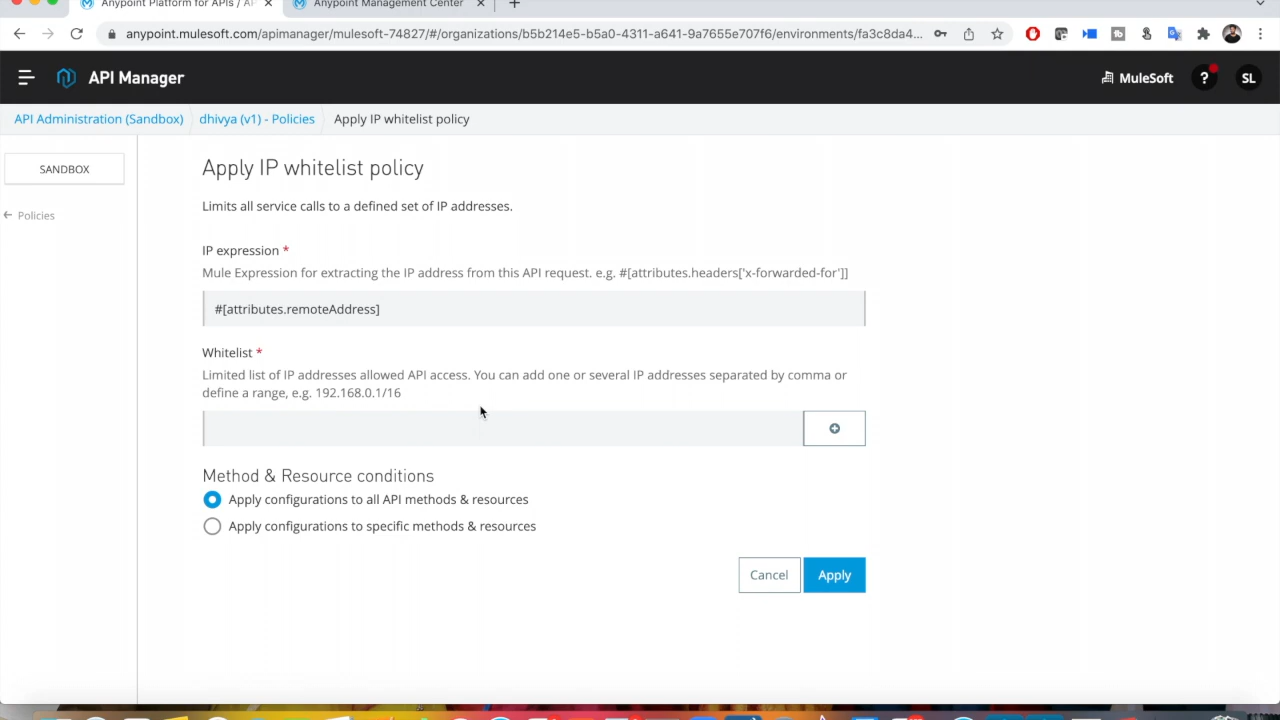 Anypoint Platform for APIs / AP
Anypoint Management Center
anypoint.mulesoft.com/apimanager/mulesoft-74827/#/organizations/b5b214e5-b5a0-4311-a641-9a7655e707f6/environments/fa3c8da4...
API Manager
MuleSoft
?
SL
API Administration (Sandbox)
dhivya (v1) - Policies
Apply IP whitelist policy
SANDBOX
Policies
Apply IP whitelist policy
Limits all service calls to a defined set of IP addresses.
IP expression *
Mule Expression for extracting the IP address from this API request. e.g. #[attributes.headers['x-forwarded-for']]
#[attributes.remoteAddress]
Whitelist *
Limited list of IP addresses allowed API access. You can add one or several IP addresses separated by comma or
define a range, e.g. 192.168.0.1/16
Method & Resource conditions
Apply configurations to all API methods & resources
Apply configurations to specific methods & resources
Cancel
Apply